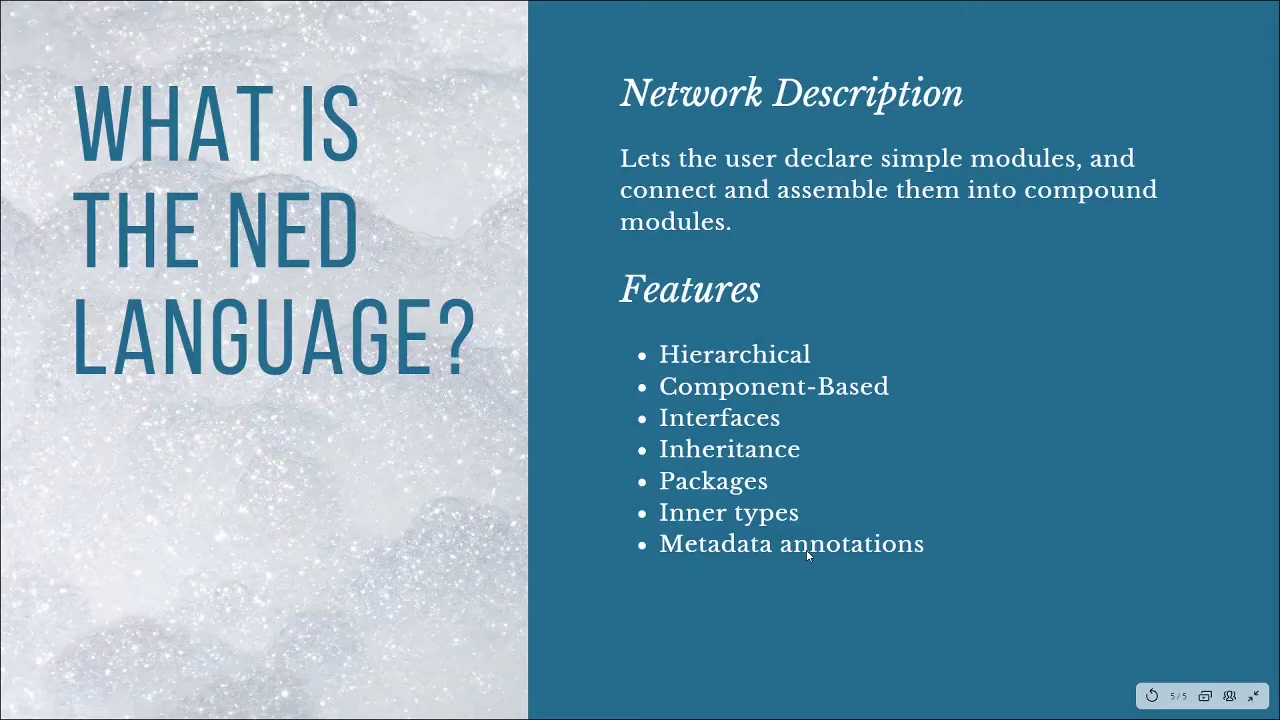 WHAT IS
THE NED
LANGUAGE?
Network Description
Lets the user declare simple modules, and
connect and assemble them into compound
modules.
Features
• Hierarchical
• Component-Based
• Interfaces
• Inheritance
• Packages
• Inner types
• Metadata annotations
5/5